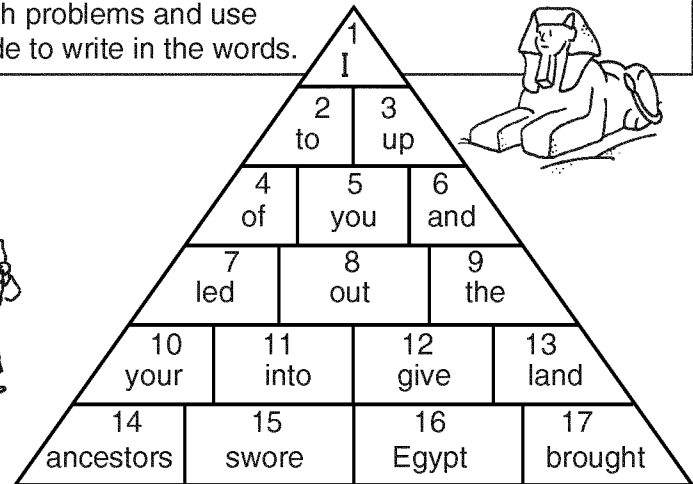 h problems and use
de to write in the words.
1
I
2 3
to up
4 5 6
of you and
7 8 9
led out the
10 11 12 13
your into give land
14 15 16 17
ancestors swore Egypt brought